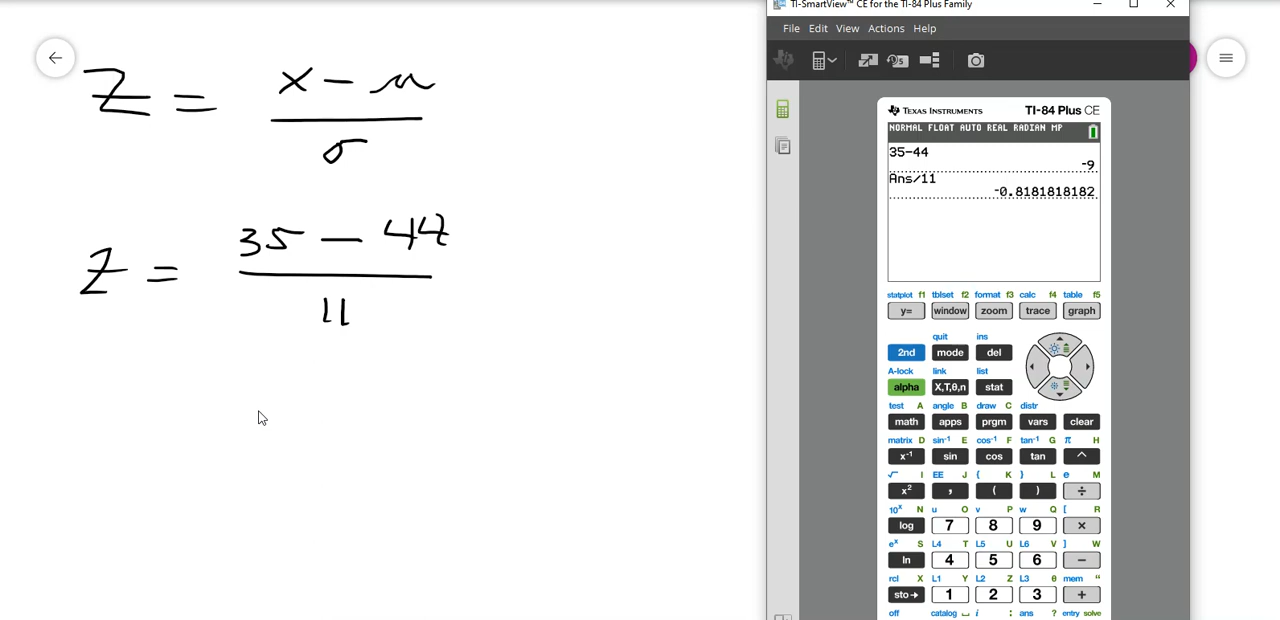 TI-SmartView™ CE for the TI-84 Plus Family
File Edit View Actions Help
Z = x - μ
σ
Z = 35 - 44
11
TEXAS INSTRUMENTS TI-84 Plus CE
NORMAL FLOAT AUTO REAL RADIAN MP
35-44
-9
Ans/11
-0.8181818182
statplot f1 tblset f2 format f3 calc f4 table f5
y= window zoom trace graph
quit ins
2nd mode del
A-lock link list
alpha X,T,θ,n stat
test A angle B draw C distr
math apps prgm vars clear
matrix D sin⁻¹ E cos⁻¹ F tan⁻¹ G π H
x⁻¹ sin cos tan ^
√ I EE J { K } L e M
x² , ( ) ÷
10ˣ N u O v P w Q [ R
log 7 8 9 ×
eˣ S L4 T L5 U L6 V ] W
ln 4 5 6 −
rcl X L1 Y L2 Z L3 θ mem "
sto→ 1 2 3 +
off catalog ⎵ i : ans ? entry solve